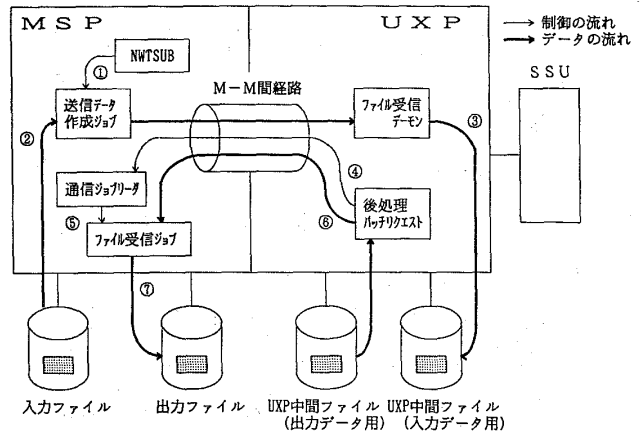 MSP
UXP
→ 制御の流れ
→ データの流れ
NWTSUB
①
M−M間経路
SSU
送信データ
作成ジョブ
ファイル受信
デーモン
②
③
④
通信ジョブリーダ
⑤
⑥
後処理
バッチリクエスト
ファイル受信ジョブ
⑦
入力ファイル
出力ファイル
UXP中間ファイル
(出力データ用)
UXP中間ファイル
(入力データ用)